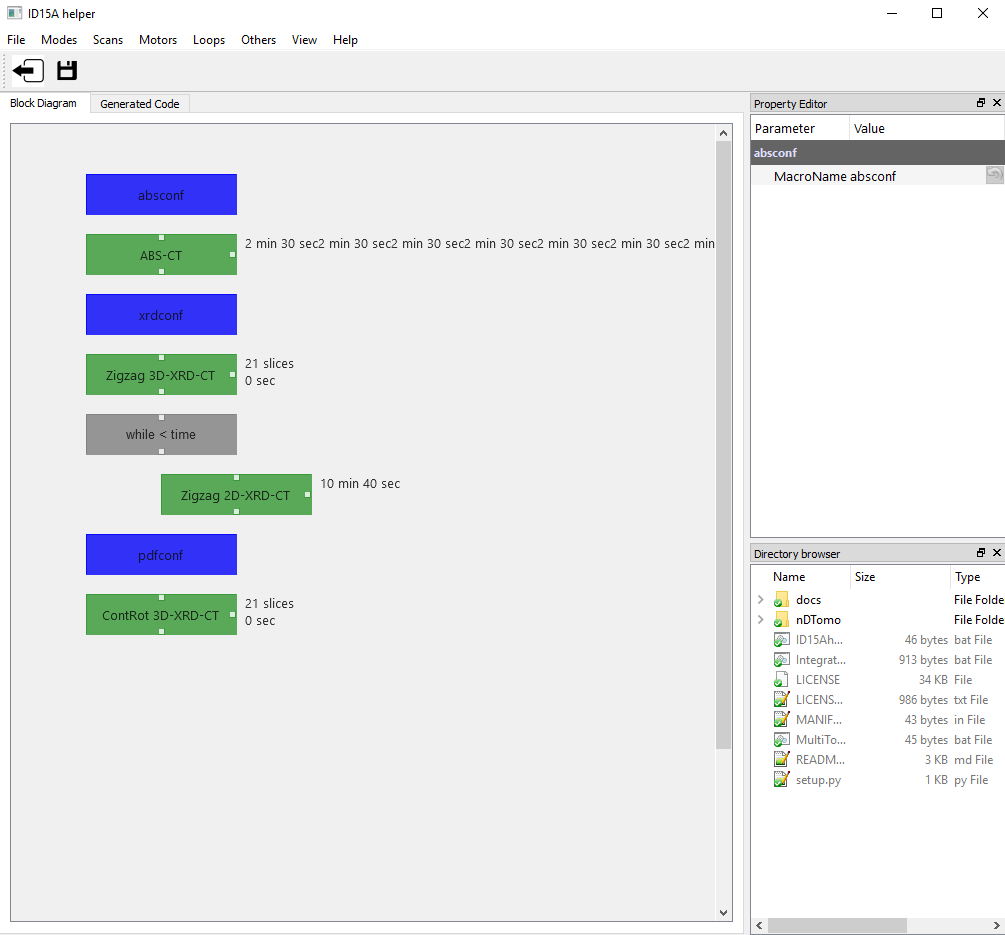 ID15A helper
File Modes Scans Motors Loops Others View Help
Block Diagram Generated Code
absconf
ABS-CT
2 min 30 sec2 min 30 sec2 min 30 sec2 min 30 sec2 min 30 sec2 min 30 sec2 min
xrdconf
Zigzag 3D-XRD-CT
21 slices
0 sec
while < time
Zigzag 2D-XRD-CT
10 min 40 sec
pdfconf
ContRot 3D-XRD-CT
21 slices
0 sec
Property Editor
Parameter Value
absconf
MacroName absconf
Directory browser
Name Size Type
docs File Folde
nDTomo File Folde
ID15Ah... 46 bytes bat File
Integrat... 913 bytes bat File
LICENSE 34 KB File
LICENS... 986 bytes txt File
MANIF... 43 bytes in File
MultiTo... 45 bytes bat File
READM... 3 KB md File
setup.py 1 KB py File